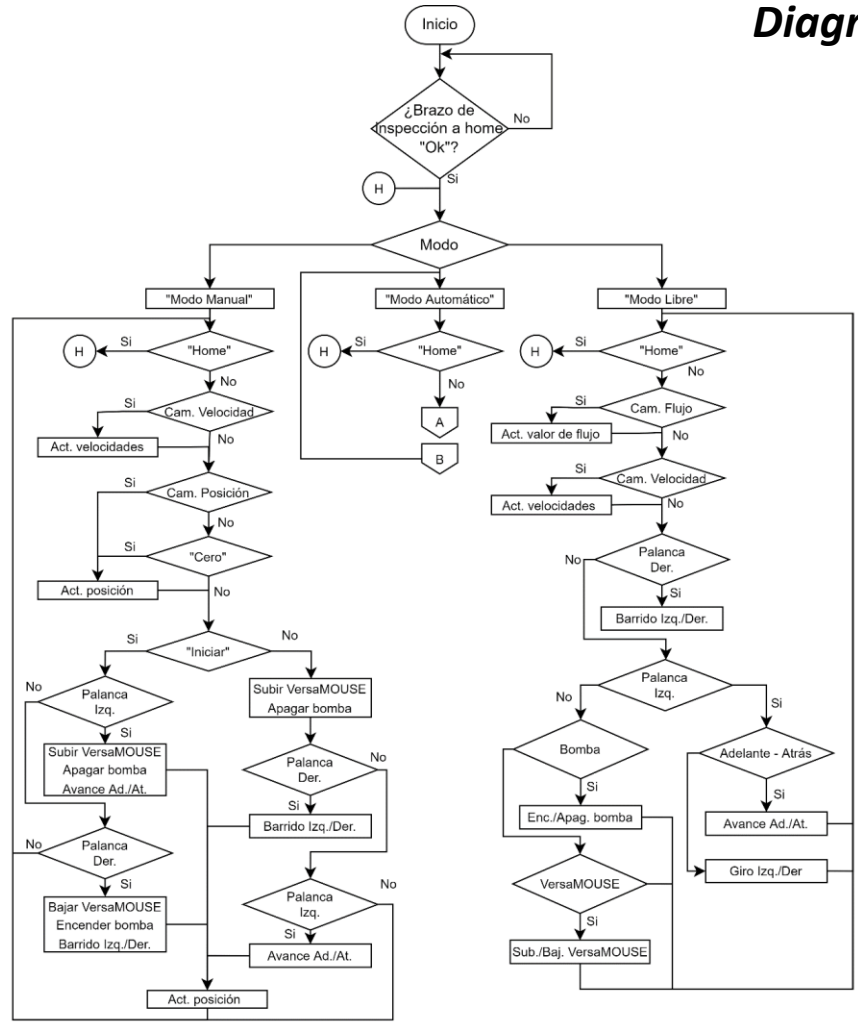 Diagr
Inicio
¿Brazo de
Inspección a home
"Ok"?
No
Si
H
Modo
"Modo Manual"
"Modo Automático"
"Modo Libre"
H
Si
"Home"
No
Cam. Velocidad
Si
Act. velocidades
No
Cam. Posición
Si
No
"Cero"
Si
Act. posición
No
"Iniciar"
Si
No
Palanca
Izq.
No
Si
Subir VersaMOUSE
Apagar bomba
Avance Ad./At.
Palanca
Der.
No
Si
Bajar VersaMOUSE
Encender bomba
Barrido Izq./Der.
Subir VersaMOUSE
Apagar bomba
Palanca
Der.
No
Si
Barrido Izq./Der.
Palanca
Izq.
No
Si
Avance Ad./At.
Act. posición
H
Si
"Home"
No
A
B
H
Si
"Home"
No
Si
Cam. Flujo
Act. valor de flujo
No
Si
Cam. Velocidad
Act. velocidades
No
Palanca
Der.
No
Si
Barrido Izq./Der.
Palanca
Izq.
No
Si
Bomba
Si
Enc./Apag. bomba
VersaMOUSE
Si
Sub./Baj. VersaMOUSE
Adelante - Atrás
Si
Avance Ad./At.
Giro Izq./Der